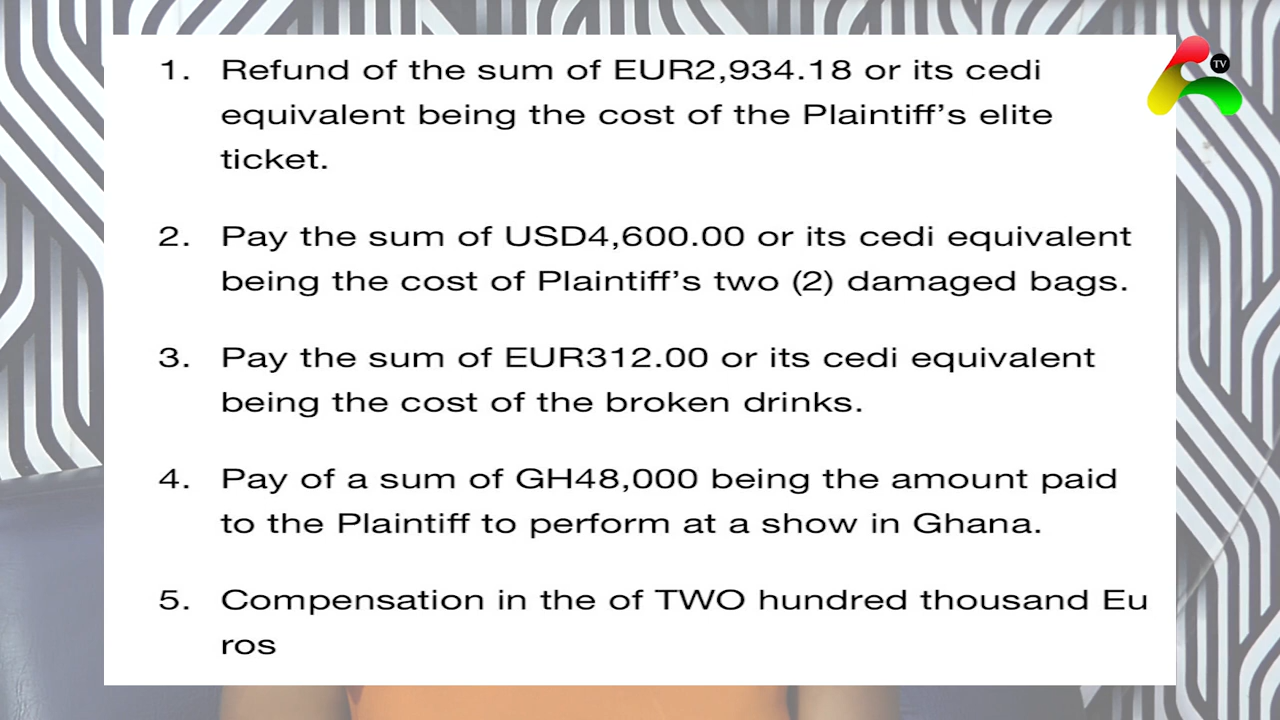 1. Refund of the sum of EUR2,934.18 or its cedi
equivalent being the cost of the Plaintiff's elite
ticket.
2. Pay the sum of USD4,600.00 or its cedi equivalent
being the cost of Plaintiff's two (2) damaged bags.
3. Pay the sum of EUR312.00 or its cedi equivalent
being the cost of the broken drinks.
4. Pay of a sum of GH48,000 being the amount paid
to the Plaintiff to perform at a show in Ghana.
5. Compensation in the of TWO hundred thousand Eu
ros
TV